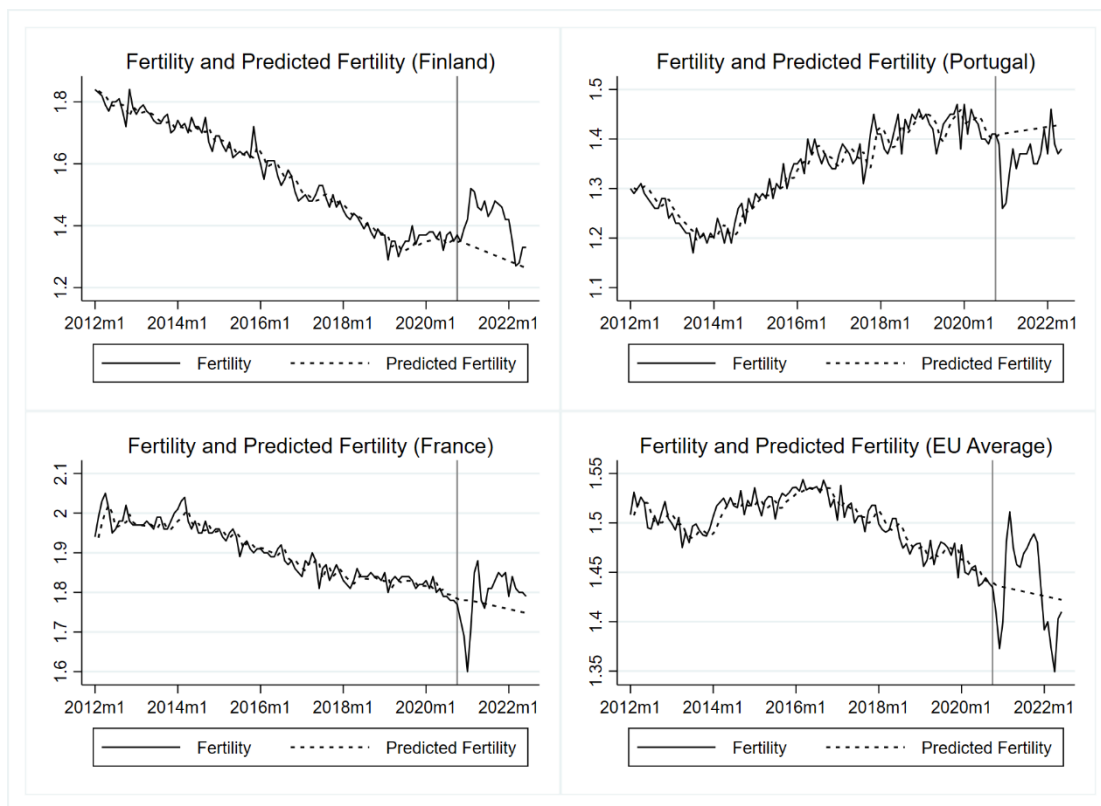 Fertility and Predicted Fertility (Finland)
1.8
1.6
1.4
1.2
2012m1 2014m1 2016m1 2018m1 2020m1 2022m1
Fertility Predicted Fertility
Fertility and Predicted Fertility (Portugal)
1.5
1.4
1.3
1.2
1.1
2012m1 2014m1 2016m1 2018m1 2020m1 2022m1
Fertility Predicted Fertility
Fertility and Predicted Fertility (France)
2.1
2
1.9
1.8
1.7
1.6
2012m1 2014m1 2016m1 2018m1 2020m1 2022m1
Fertility Predicted Fertility
Fertility and Predicted Fertility (EU Average)
1.55
1.5
1.45
1.4
1.35
2012m1 2014m1 2016m1 2018m1 2020m1 2022m1
Fertility Predicted Fertility